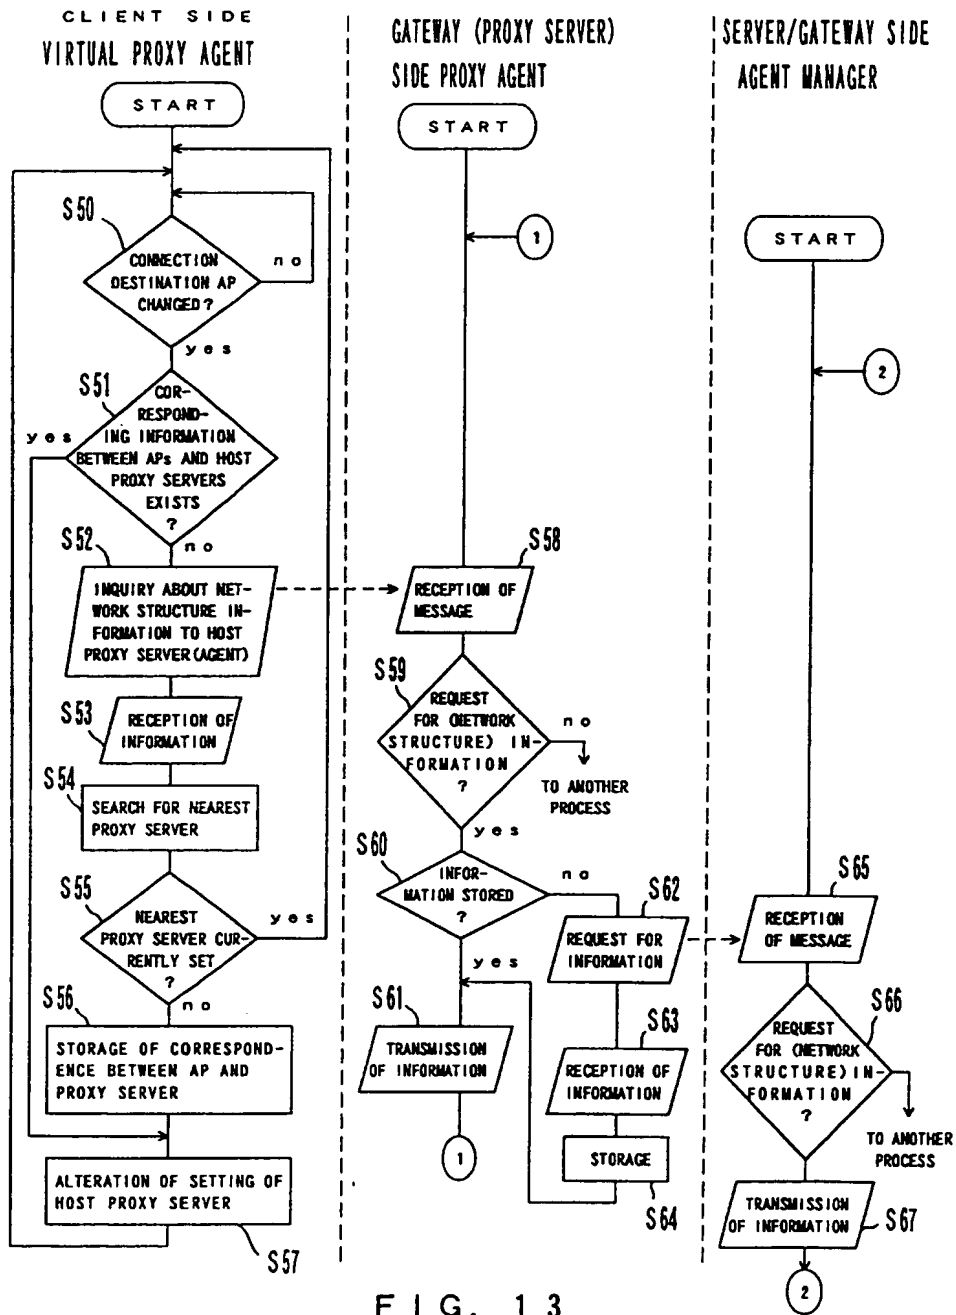 CLIENT SIDE
VIRTUAL PROXY AGENT
START
S50
CONNECTION
DESTINATION AP
CHANGED?
no
yes
S51
COR-
RESPOND-
ING INFORMATION
BETWEEN APs AND HOST
PROXY SERVERS
EXISTS
?
yes
no
S52
INQUIRY ABOUT NET-
WORK STRUCTURE IN-
FORMATION TO HOST
PROXY SERVER(AGENT)
S53
RECEPTION OF
INFORMATION
S54
SEARCH FOR NEAREST
PROXY SERVER
S55
NEAREST
PROXY SERVER CUR-
RENTLY SET
?
yes
no
S56
STORAGE OF CORRESPOND-
ENCE BETWEEN AP AND
PROXY SERVER
ALTERATION OF SETTING OF
HOST PROXY SERVER
S57
GATEWAY (PROXY SERVER)
SIDE PROXY AGENT
START
1
S58
RECEPTION OF
MESSAGE
S59
REQUEST
FOR (NETWORK
STRUCTURE) IN-
FORMATION
?
no
TO ANOTHER
PROCESS
yes
S60
INFOR-
MATION STORED
?
no
yes
S61
TRANSMISSION
OF INFORMATION
1
S62
REQUEST FOR
INFORMATION
S63
RECEPTION OF
INFORMATION
STORAGE
S64
SERVER/GATEWAY SIDE
AGENT MANAGER
START
2
S65
RECEPTION
OF MESSAGE
S66
REQUEST
FOR (NETWORK
STRUCTURE) IN-
FORMATION
?
TO ANOTHER
PROCESS
TRANSMISSION
OF INFORMATION
S67
2
FIG. 13